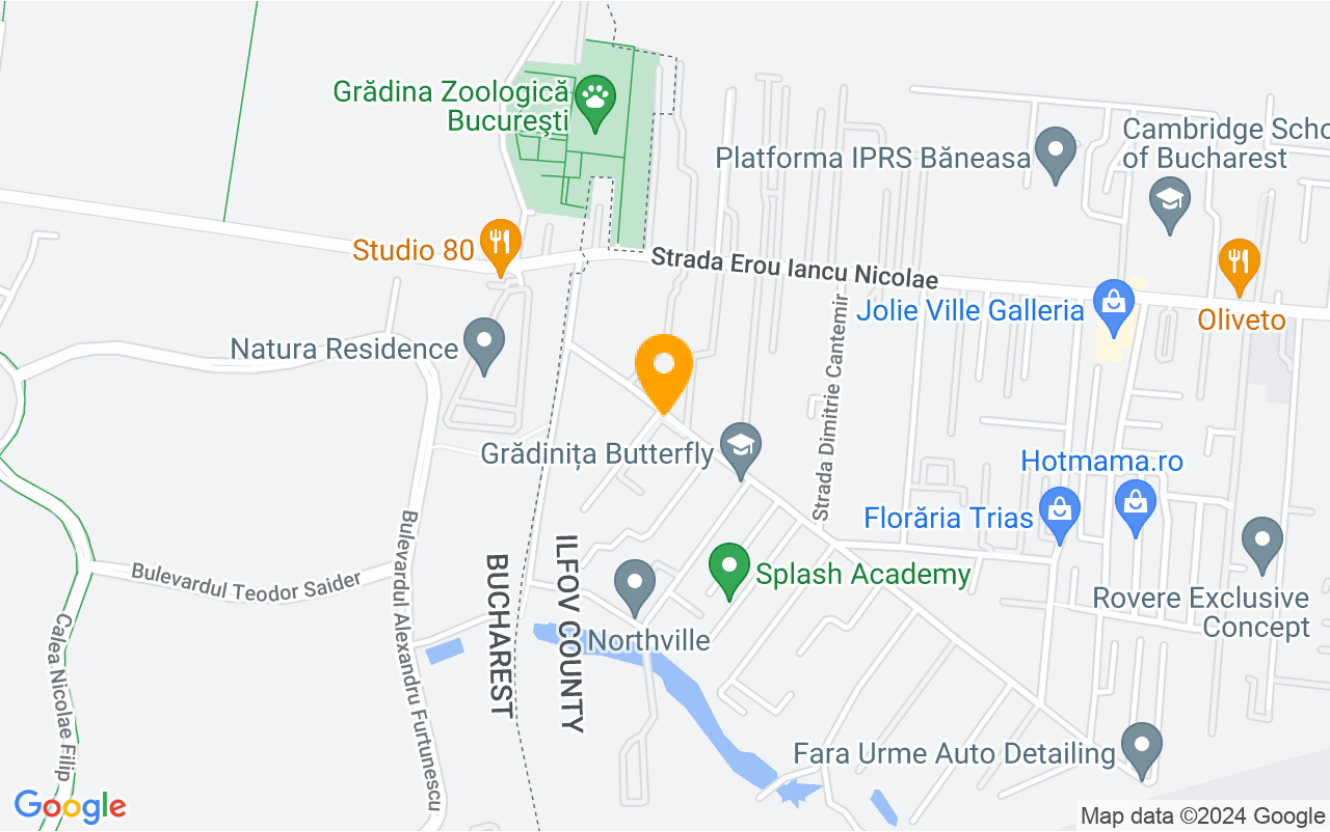 Grădina Zoologică
București
Platforma IPRS Băneasa
Cambridge Scho
of Bucharest
Studio 80
Strada Erou Iancu Nicolae
Jolie Ville Galleria
Oliveto
Natura Residence
Strada Dimitrie Cantemir
Grădinița Butterfly
Hotmama.ro
Florăria Trias
Bulevardul Teodor Saider
Bulevardul Alexandru Furtunescu
BUCHAREST
ILFOV COUNTY
Splash Academy
Northville
Rovere Exclusive
Concept
Calea Nicolae Filip
Fara Urme Auto Detailing
Google
Map data ©2024 Google